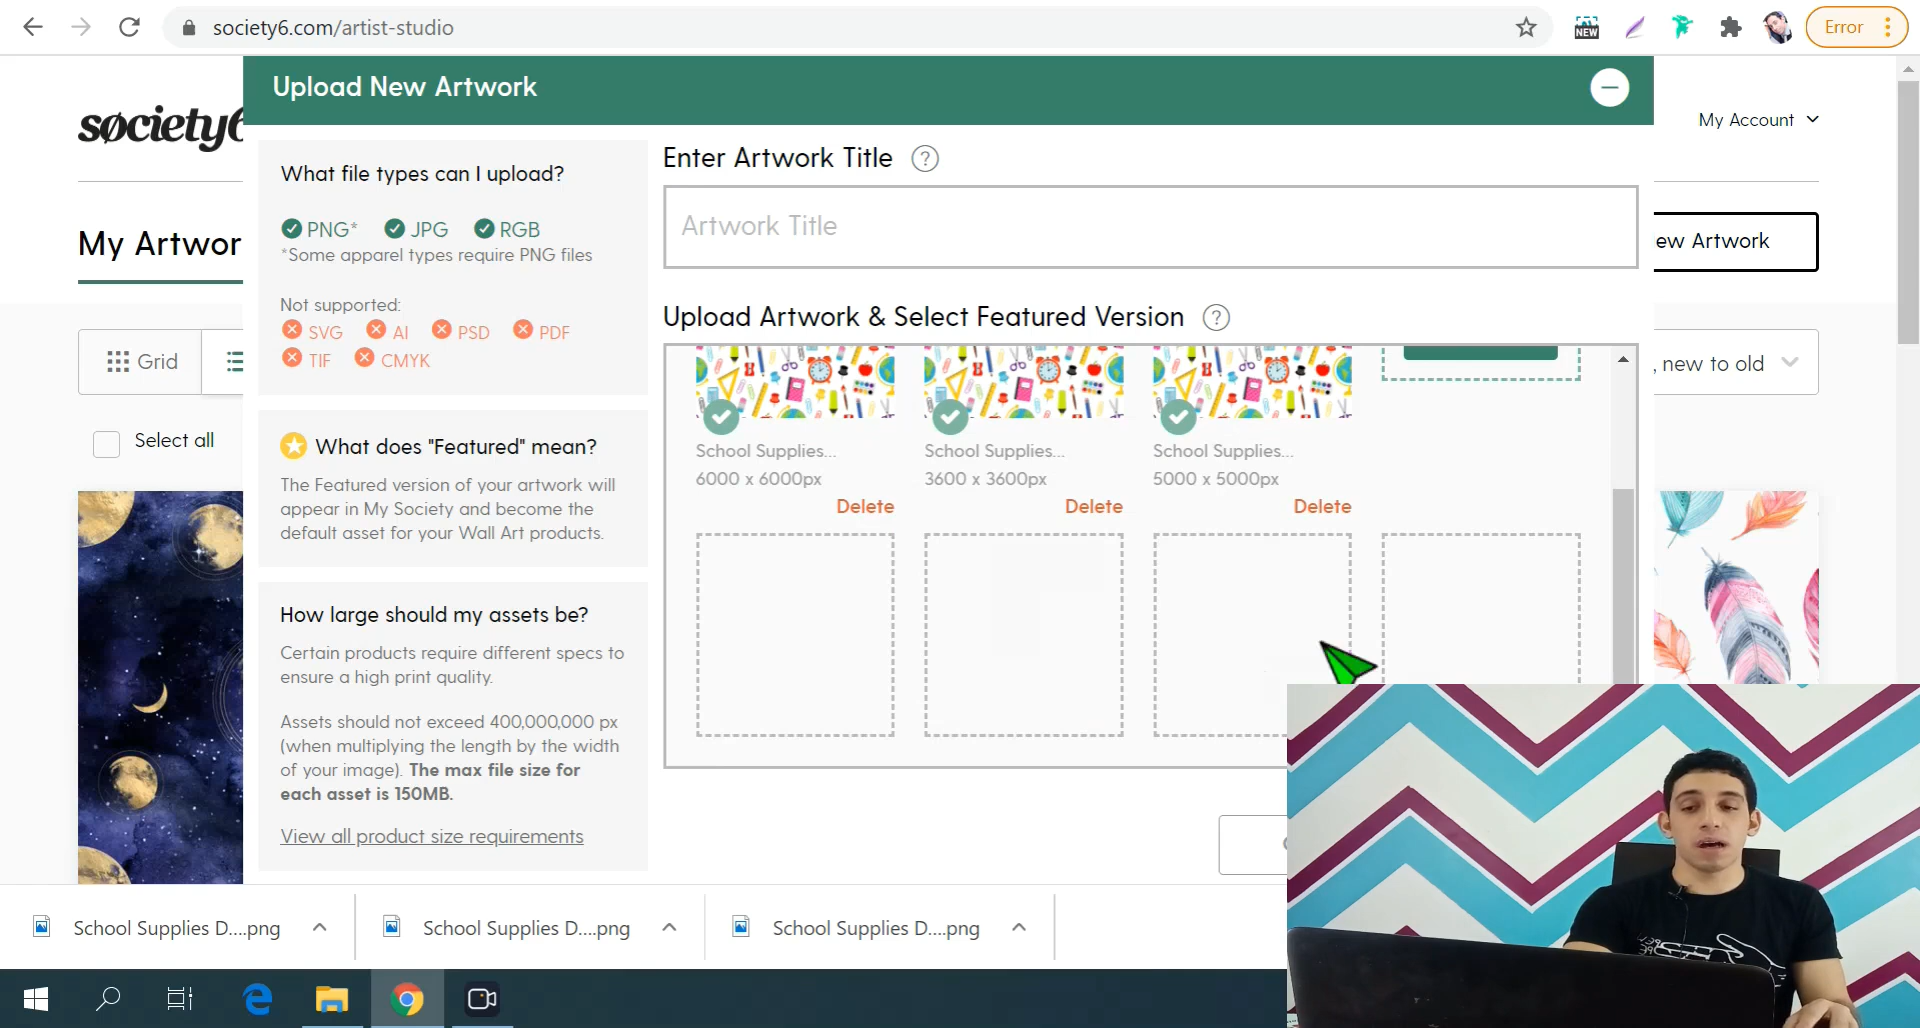 society6.com/artist-studio
NEW
Error
Upload New Artwork
society6
My Account
What file types can I upload?
Enter Artwork Title ?
PNG* JPG RGB
*Some apparel types require PNG files
Artwork Title
My Artwor
ew Artwork
Not supported:
SVG AI PSD PDF
TIF CMYK
Upload Artwork & Select Featured Version ?
Grid
, new to old
Select all
What does "Featured" mean?
The Featured version of your artwork will
appear in My Society and become the
default asset for your Wall Art products.
School Supplies... School Supplies... School Supplies...
6000 x 6000px 3600 x 3600px 5000 x 5000px
Delete Delete Delete
How large should my assets be?
Certain products require different specs to
ensure a high print quality.
Assets should not exceed 400,000,000 px
(when multiplying the length by the width
of your image). The max file size for
each asset is 150MB.
View all product size requirements
School Supplies D....png School Supplies D....png School Supplies D....png